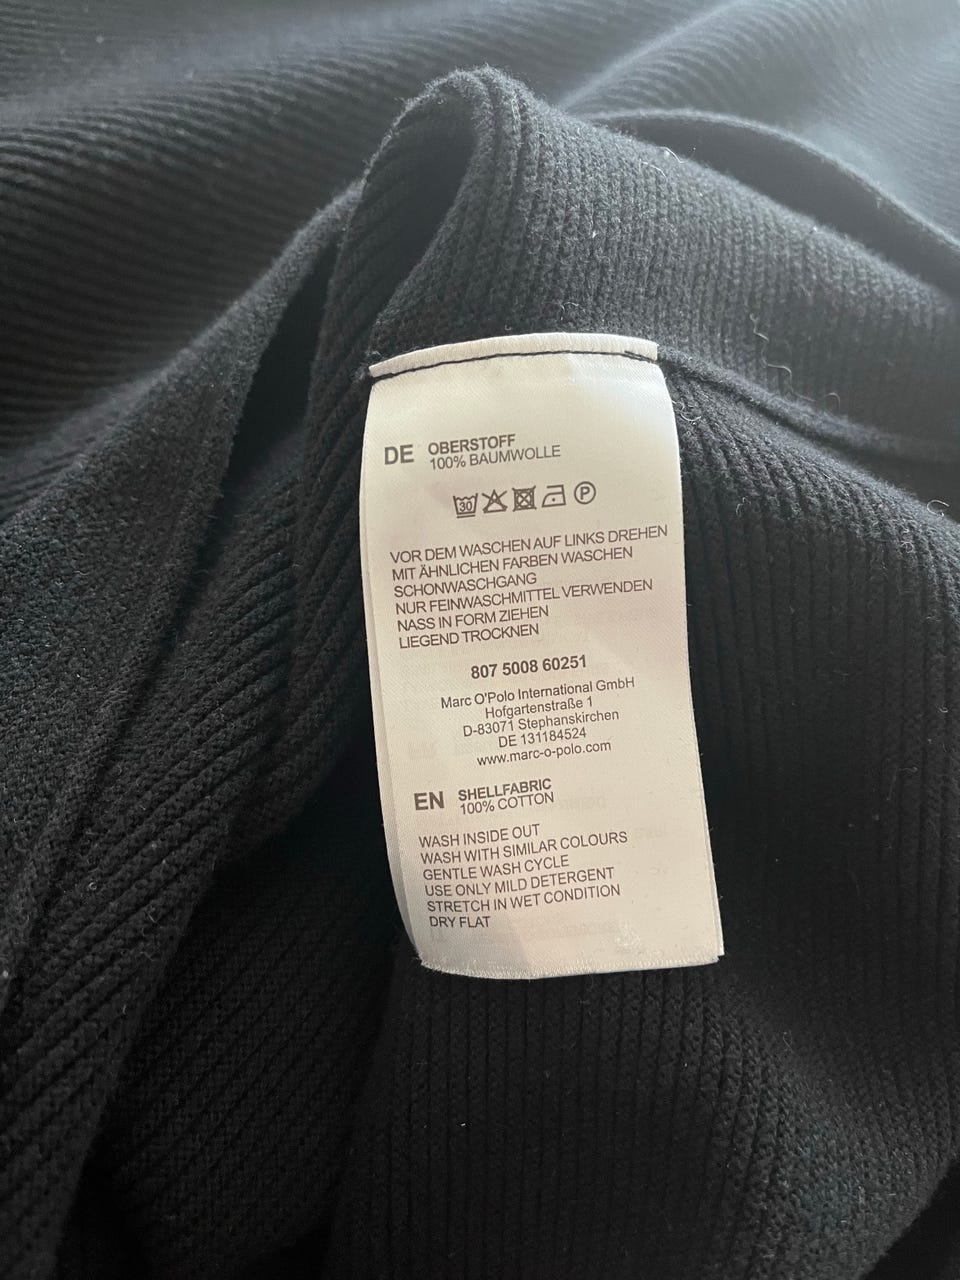 DE OBERSTOFF
100% BAUMWOLLE
30 P
VOR DEM WASCHEN AUF LINKS DREHEN
MIT ÄHNLICHEN FARBEN WASCHEN
SCHONWASCHGANG
NUR FEINWASCHMITTEL VERWENDEN
NASS IN FORM ZIEHEN
LIEGEND TROCKNEN
807 5008 60251
Marc O'Polo International GmbH
Hofgartenstraße 1
D-83071 Stephanskirchen
DE 131184524
www.marc-o-polo.com
EN SHELLFABRIC
100% COTTON
WASH INSIDE OUT
WASH WITH SIMILAR COLOURS
GENTLE WASH CYCLE
USE ONLY MILD DETERGENT
STRETCH IN WET CONDITION
DRY FLAT